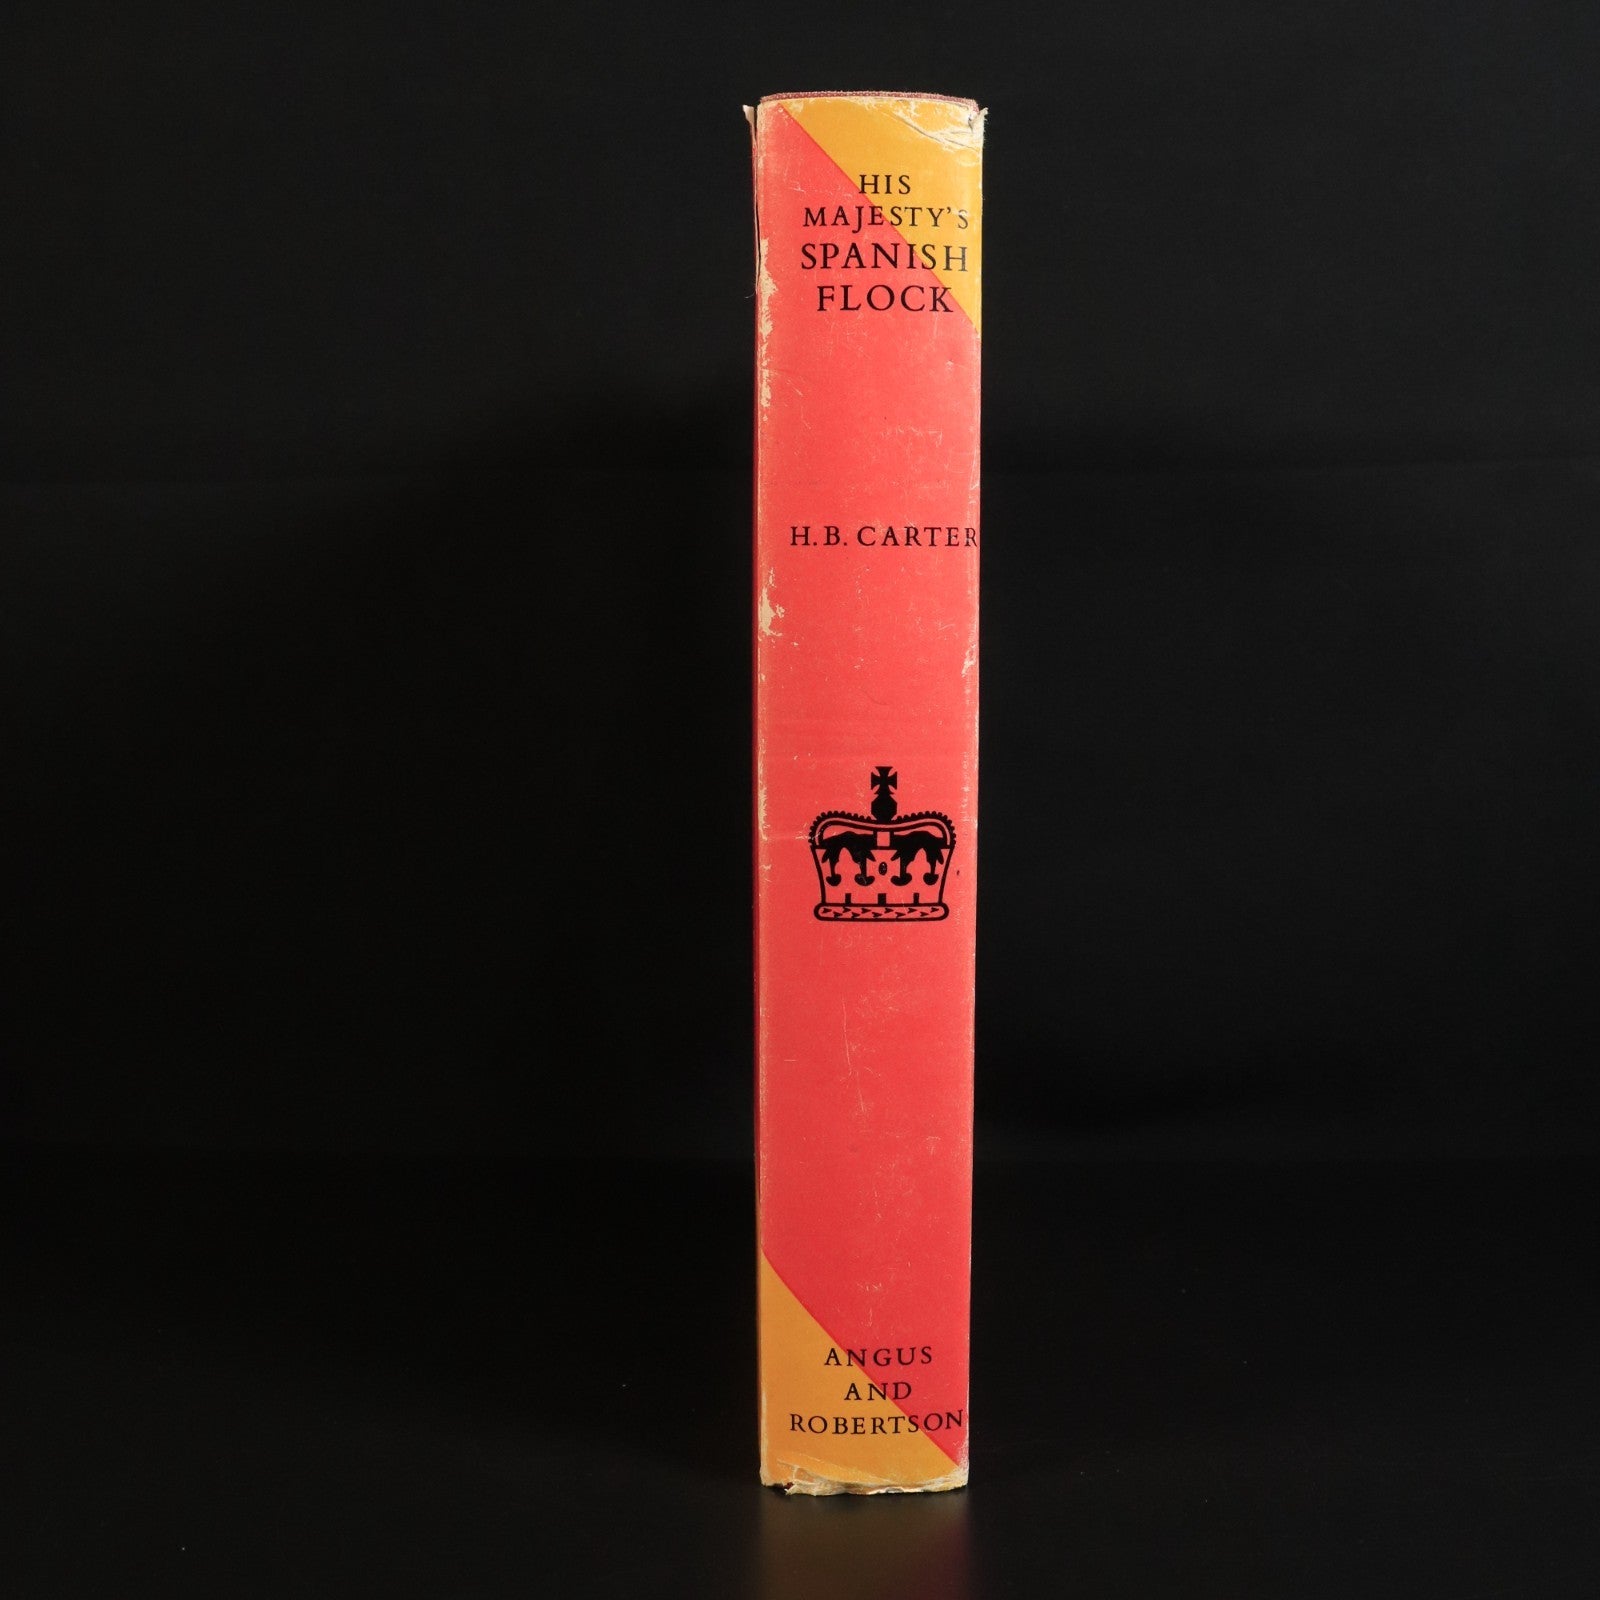 HIS
MAJESTY'S
SPANISH
FLOCK
H. B. CARTER
ANGUS
AND
ROBERTSON